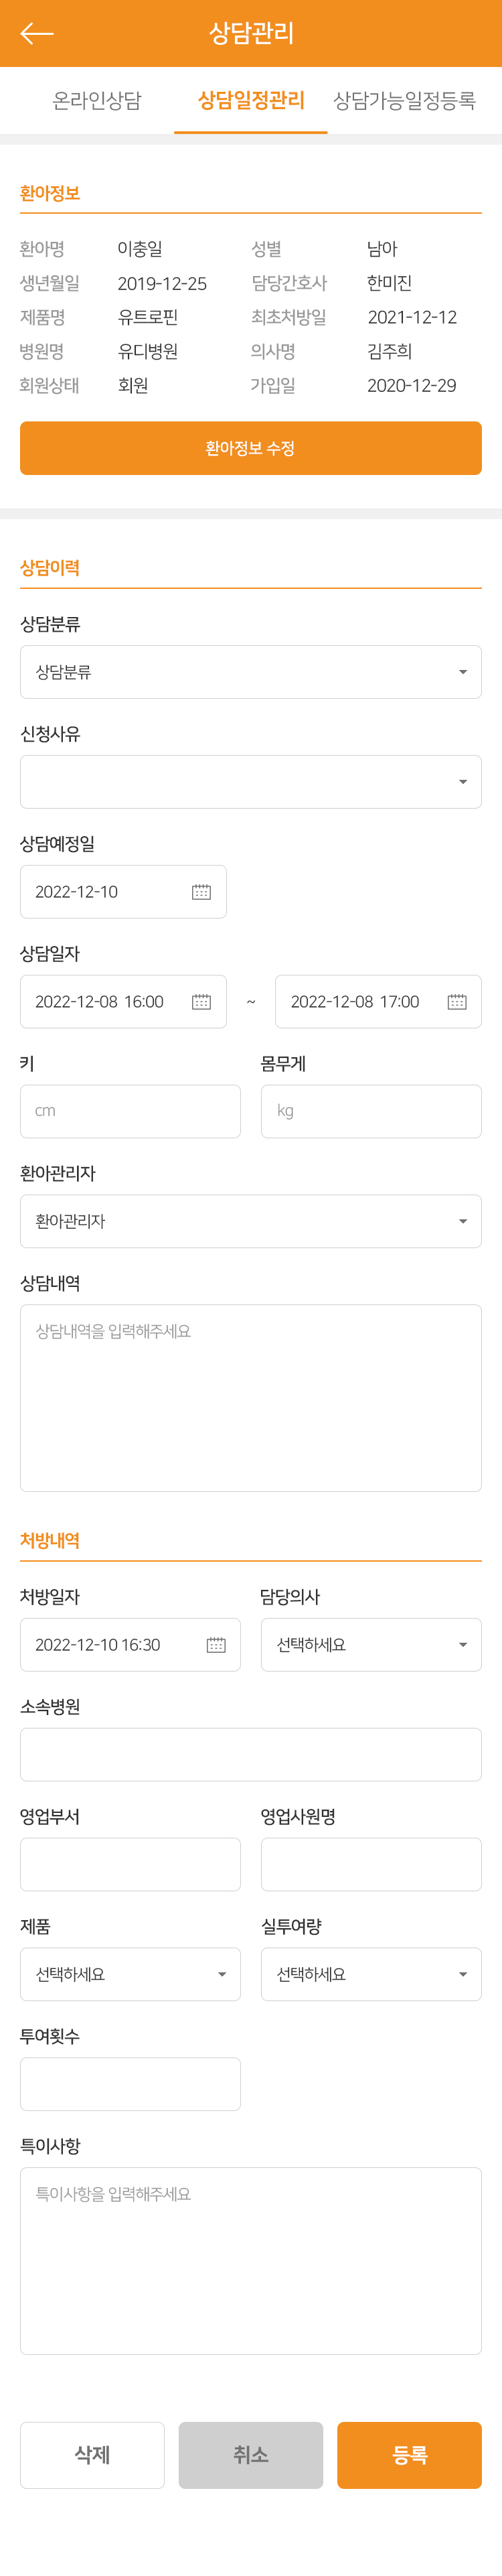 상담관리
온라인상담 상담일정관리 상담가능일정등록
환아정보
환아명 이충일 성별 남아
생년월일 2019-12-25 담당간호사 한미진
제품명 유트로핀 최초처방일 2021-12-12
병원명 유디병원 의사명 김주희
회원상태 회원 가입일 2020-12-29
환아정보 수정
상담이력
상담분류
상담분류
신청사유
상담예정일
2022-12-10
상담일자
2022-12-08 16:00 ~ 2022-12-08 17:00
키 몸무게
cm kg
환아관리자
환아관리자
상담내역
상담내역을 입력해주세요
처방내역
처방일자 담당의사
2022-12-10 16:30 선택하세요
소속병원
영업부서 영업사원명
제품 실투여량
선택하세요 선택하세요
투여횟수
특이사항
특이사항을 입력해주세요
삭제 취소 등록